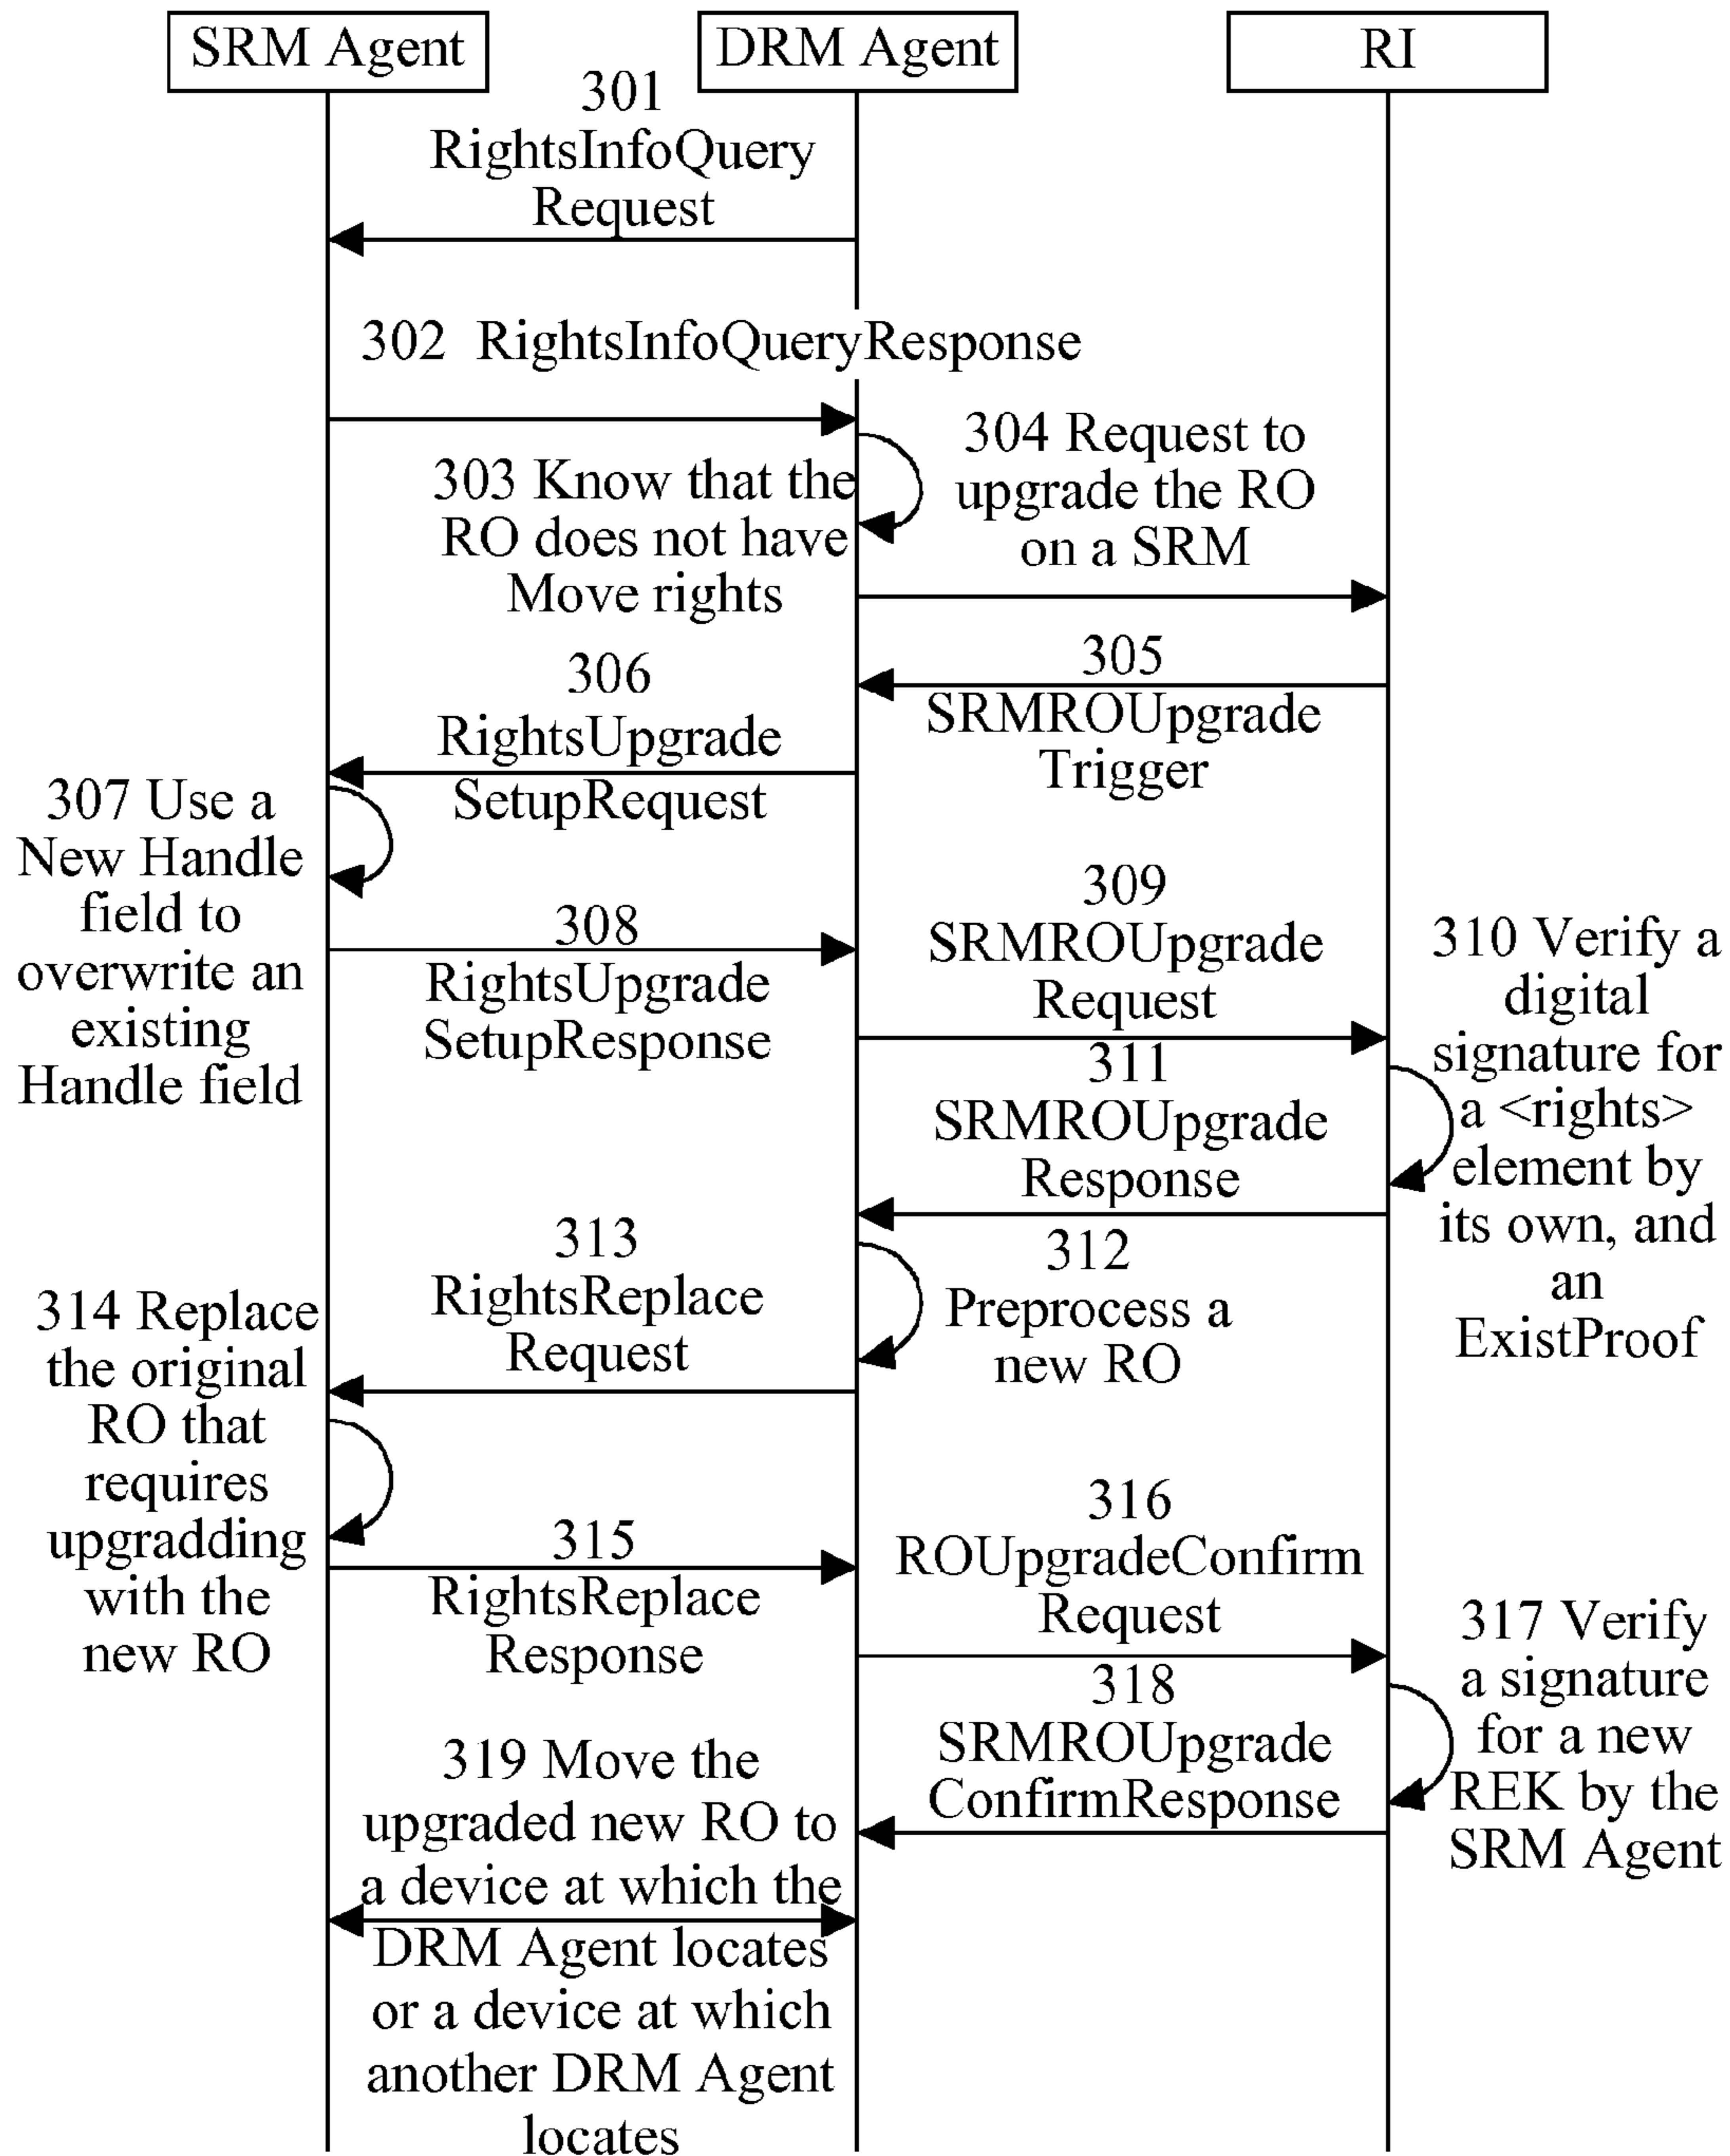 SRM Agent
DRM Agent
RI
301
RightsInfoQuery
Request
302 RightsInfoQueryResponse
303 Know that the
RO does not have
Move rights
304 Request to
upgrade the RO
on a SRM
305
SRMROUpgrade
Trigger
306
RightsUpgrade
SetupRequest
307 Use a
New Handle
field to
overwrite an
existing
Handle field
308
RightsUpgrade
SetupResponse
309
SRMROUpgrade
Request
310 Verify a
digital
signature for
a <rights>
element by
its own, and
an
ExistProof
311
SRMROUpgrade
Response
312
Preprocess a
new RO
313
RightsReplace
Request
314 Replace
the original
RO that
requires
upgradding
with the
new RO
315
RightsReplace
Response
316
ROUpgradeConfirm
Request
317 Verify
a signature
for a new
REK by the
SRM Agent
318
SRMROUpgrade
ConfirmResponse
319 Move the
upgraded new RO to
a device at which the
DRM Agent locates
or a device at which
another DRM Agent
locates